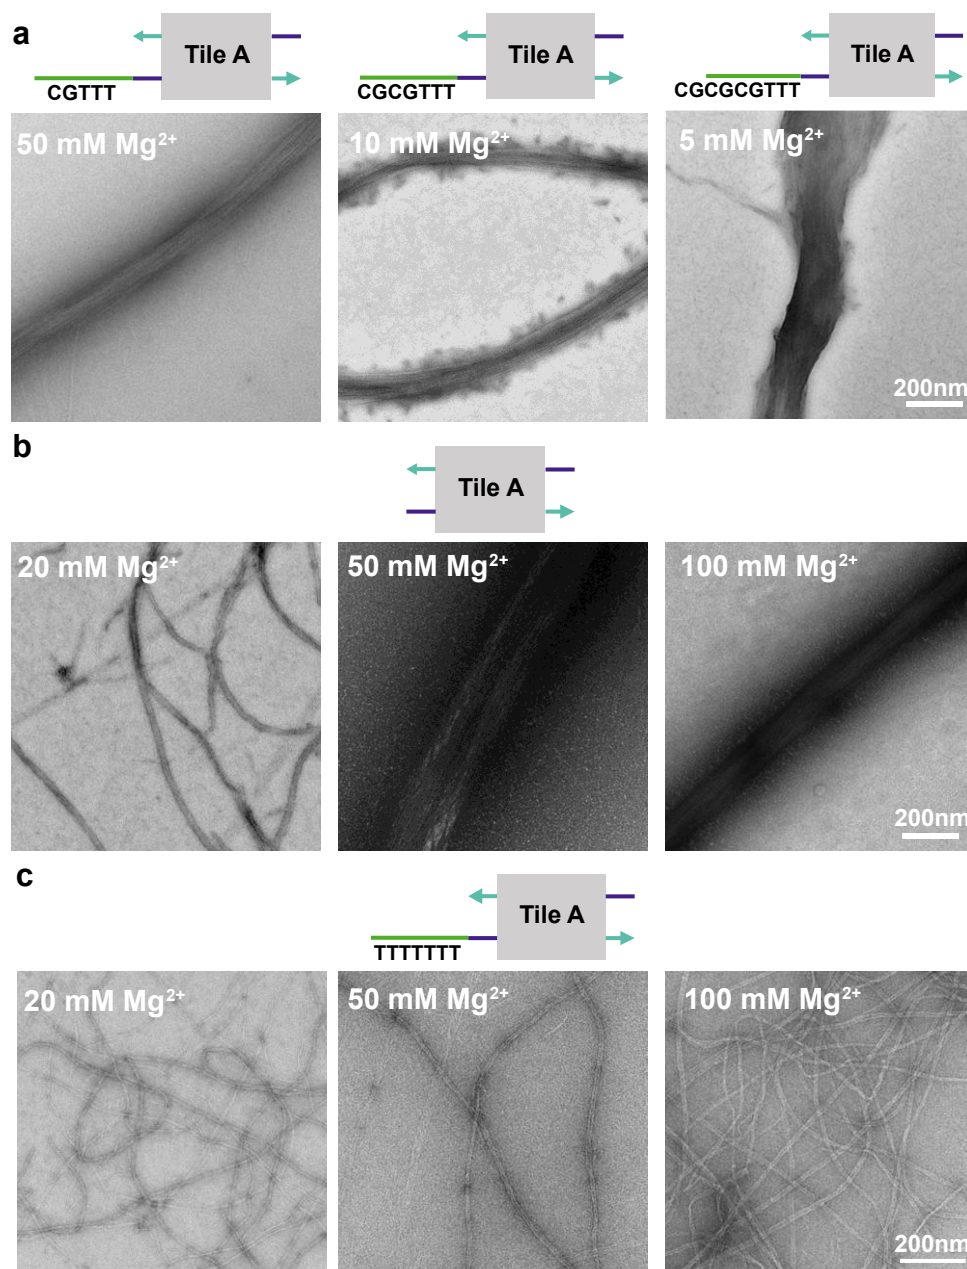 a
Tile A
CGTTT
Tile A
CGCGTTT
Tile A
CGCGCGTTT
50 mM Mg²⁺
10 mM Mg²⁺
5 mM Mg²⁺
200nm
b
Tile A
20 mM Mg²⁺
50 mM Mg²⁺
100 mM Mg²⁺
200nm
c
Tile A
TTTTTTT
20 mM Mg²⁺
50 mM Mg²⁺
100 mM Mg²⁺
200nm